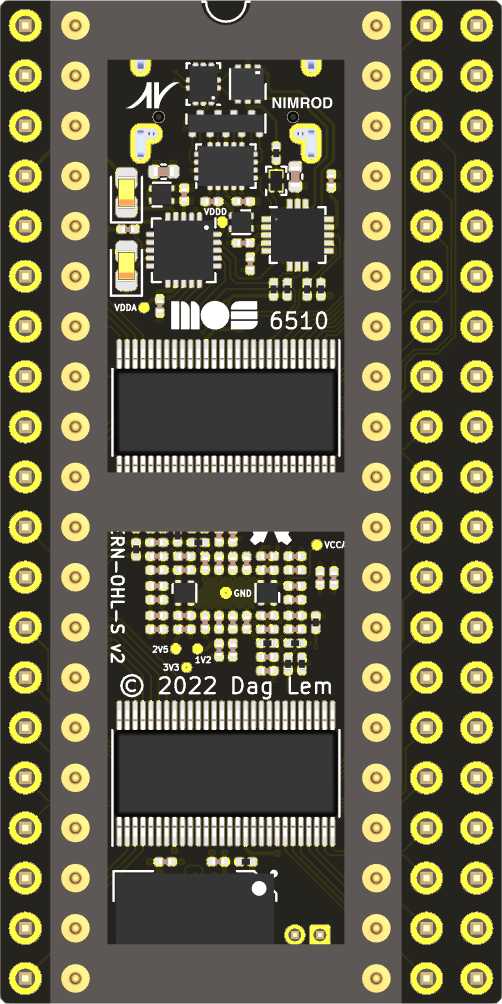 NIMROD
VDDD
VDDA
mos 6510
VCCA
GND
RN-OHL-S v2
2V5
1V2
3V3
© 2022 Dag Lem